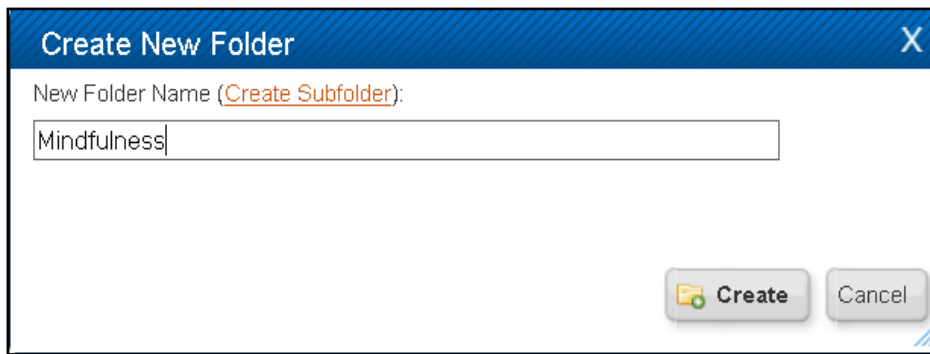 Create New Folder X
New Folder Name (Create Subfolder):
Mindfulness
Create Cancel